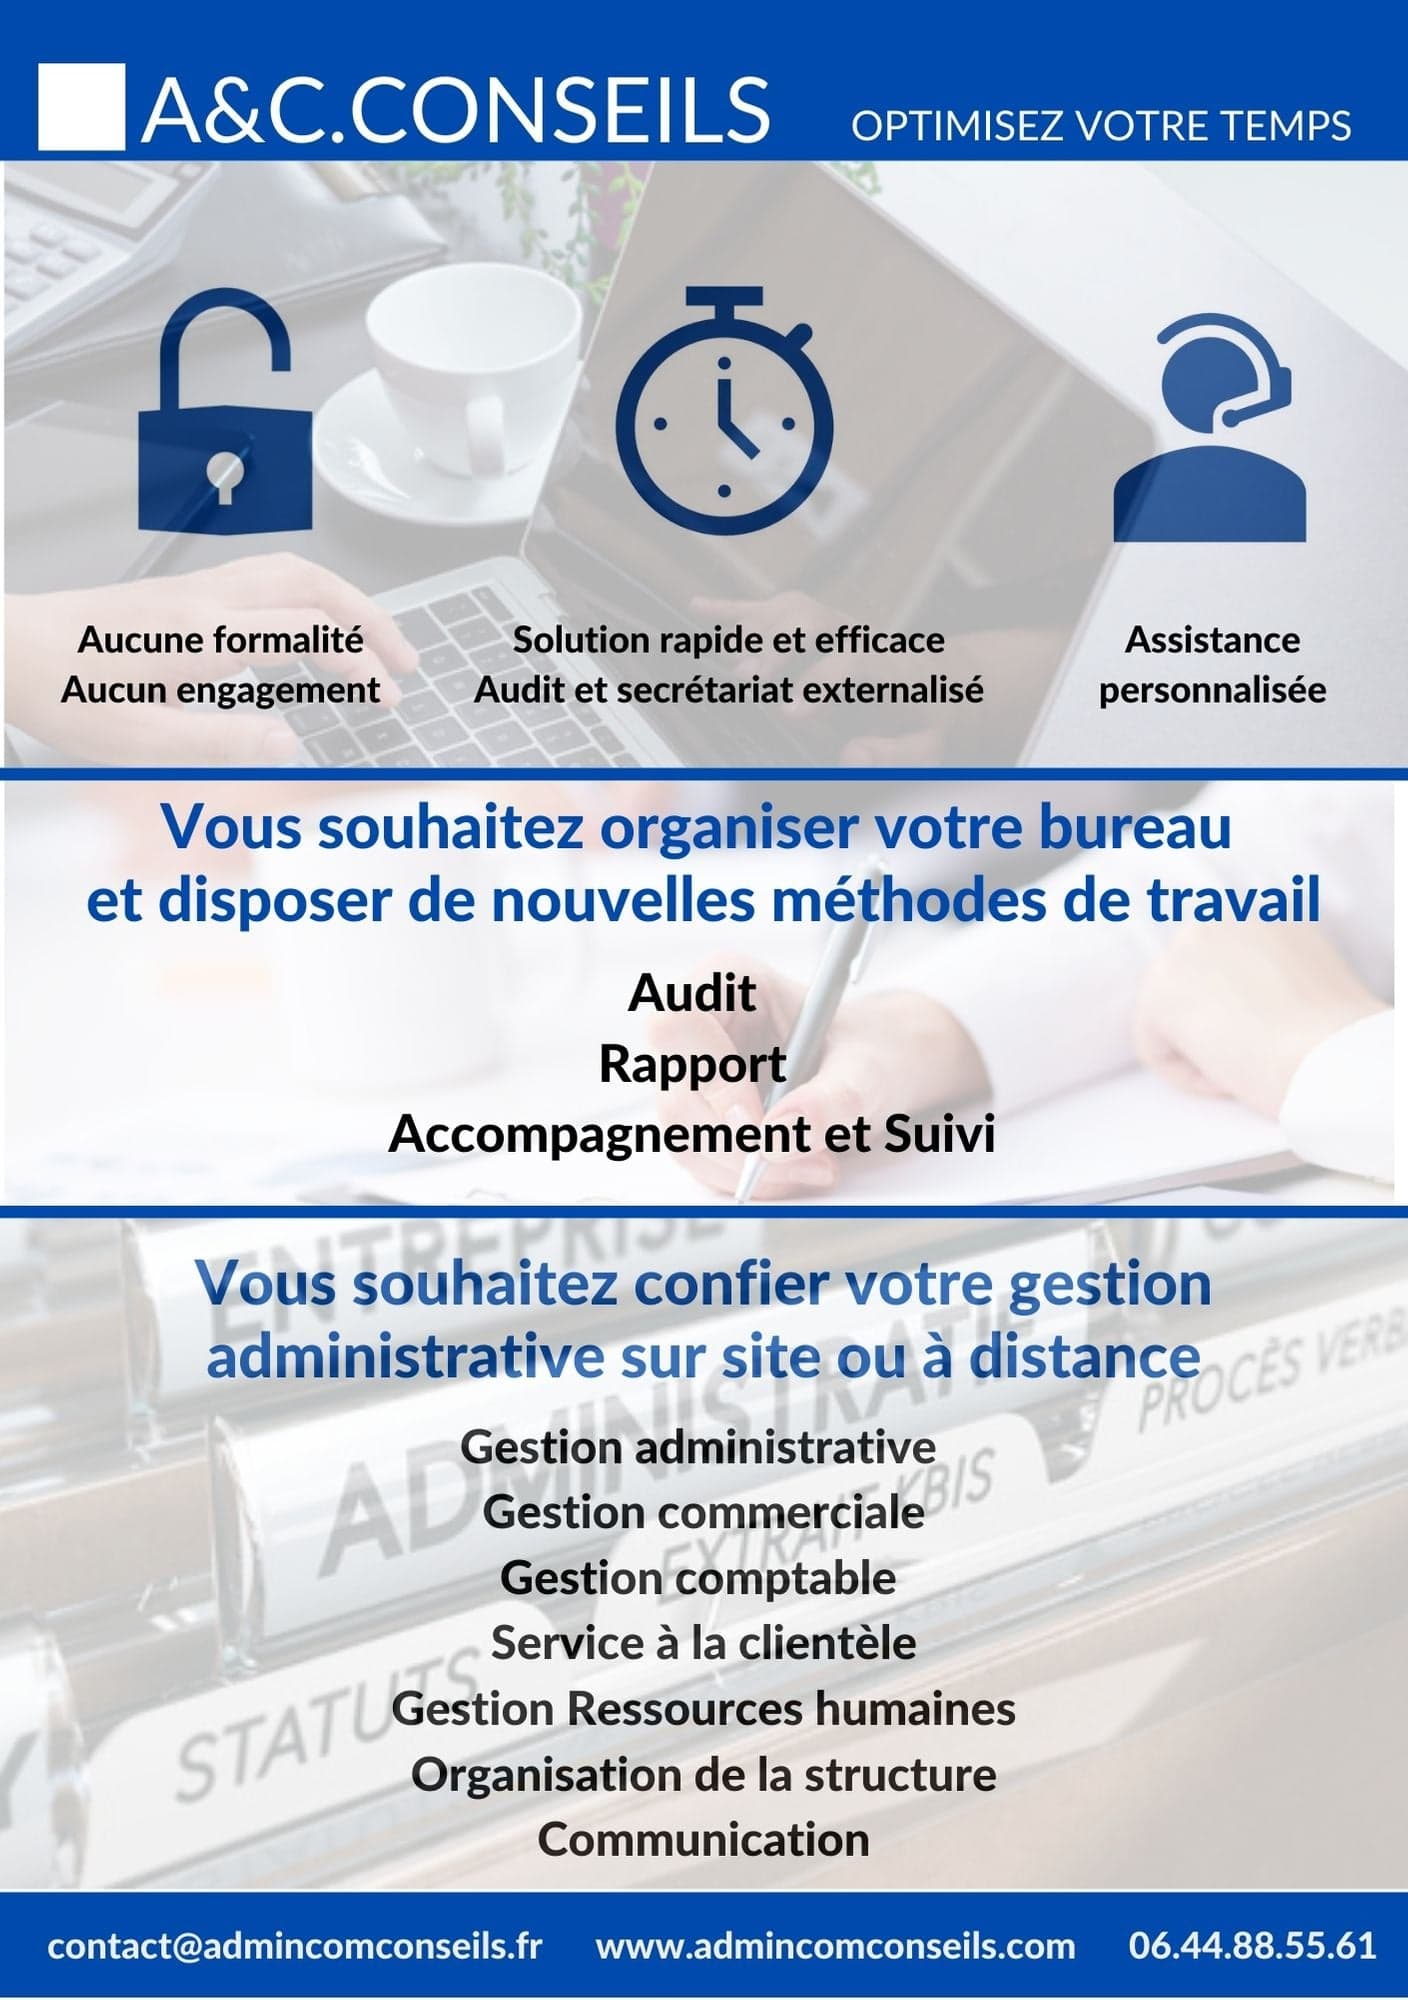 A&C.CONSEILS OPTIMISEZ VOTRE TEMPS
Aucune formalité
Aucun engagement
Solution rapide et efficace
Audit et secrétariat externalisé
Assistance
personnalisée
Vous souhaitez organiser votre bureau
et disposer de nouvelles méthodes de travail
Audit
Rapport
Accompagnement et Suivi
ENTREPRISE
Vous souhaitez confier votre gestion
administrative sur site ou à distance
ADMINISTRATIF
PROCÈS VERB
EXTRAIT KBIS
STATUTS
Gestion administrative
Gestion commerciale
Gestion comptable
Service à la clientèle
Gestion Ressources humaines
Organisation de la structure
Communication
contact@admincomconseils.fr www.admincomconseils.com 06.44.88.55.61